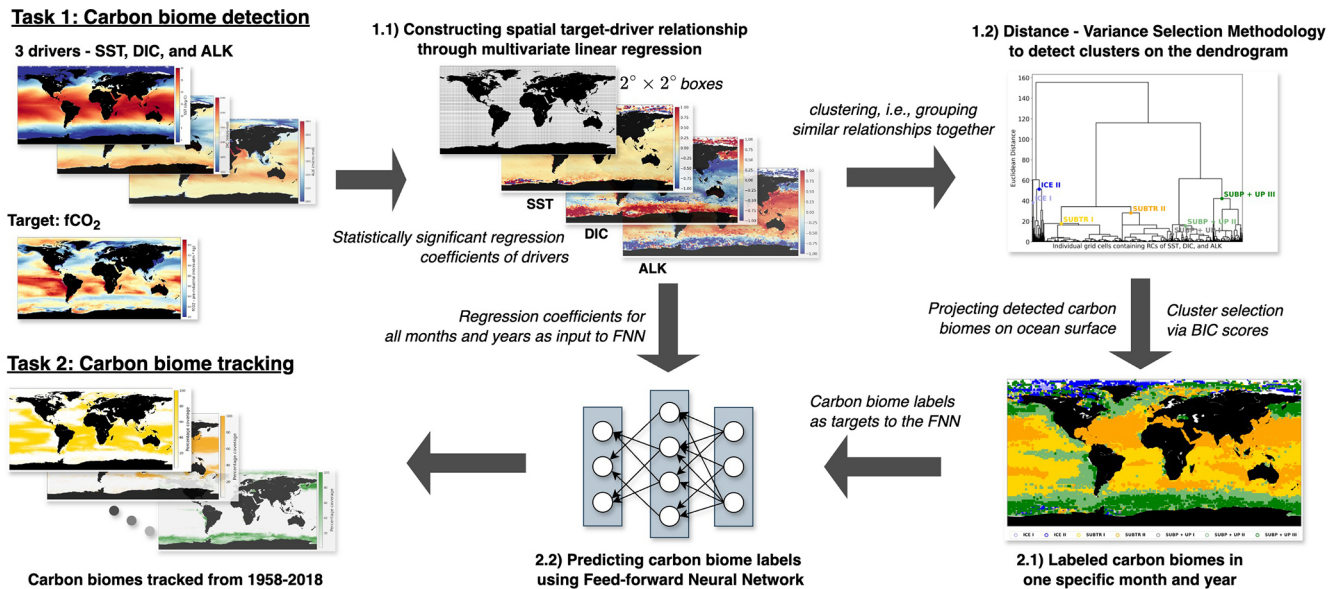 Task 1: Carbon biome detection
3 drivers - SST, DIC, and ALK
Target: fCO2
1.1) Constructing spatial target-driver relationship
through multivariate linear regression
2° × 2° boxes
SST
DIC
ALK
Statistically significant regression
coefficients of drivers
clustering, i.e., grouping
similar relationships together
1.2) Distance - Variance Selection Methodology
to detect clusters on the dendrogram
160
140
120
100
80
60
40
20
0
Euclidean Distance
ICE II
ICE I
SUBTR I
SUBTR II
SUBP + UP III
SUBP + UP II
Individual grid cells containing RCs of SST, DIC, and ALK
Regression coefficients for
all months and years as input to FNN
Projecting detected carbon
biomes on ocean surface
Cluster selection
via BIC scores
Task 2: Carbon biome tracking
Percentage coverage
Percentage coverage
Percentage coverage
Carbon biomes tracked from 1958-2018
Carbon biome labels
as targets to the FNN
2.2) Predicting carbon biome labels
using Feed-forward Neural Network
ICE I
ICE II
SUBTR I
SUBTR II
SUBP + UP I
SUBP + UP II
SUBP + UP III
2.1) Labeled carbon biomes in
one specific month and year